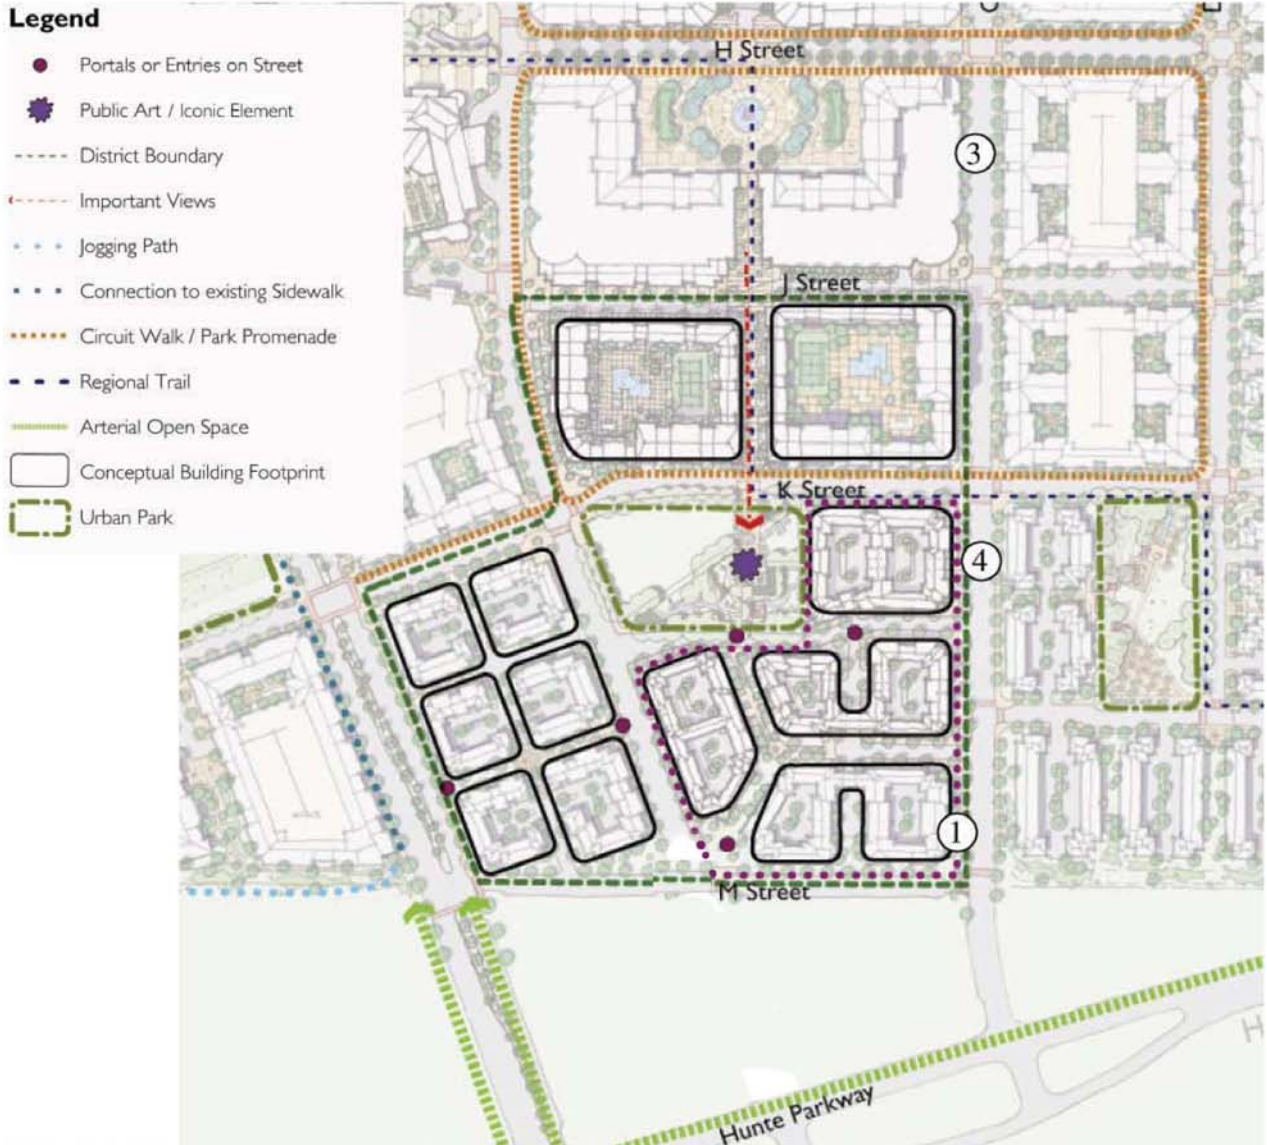 Legend
Portals or Entries on Street
Public Art / Iconic Element
District Boundary
Important Views
Jogging Path
Connection to existing Sidewalk
Circuit Walk / Park Promenade
Regional Trail
Arterial Open Space
Conceptual Building Footprint
Urban Park
H Street
3
J Street
K Street
4
1
M Street
Hunte Parkway
H